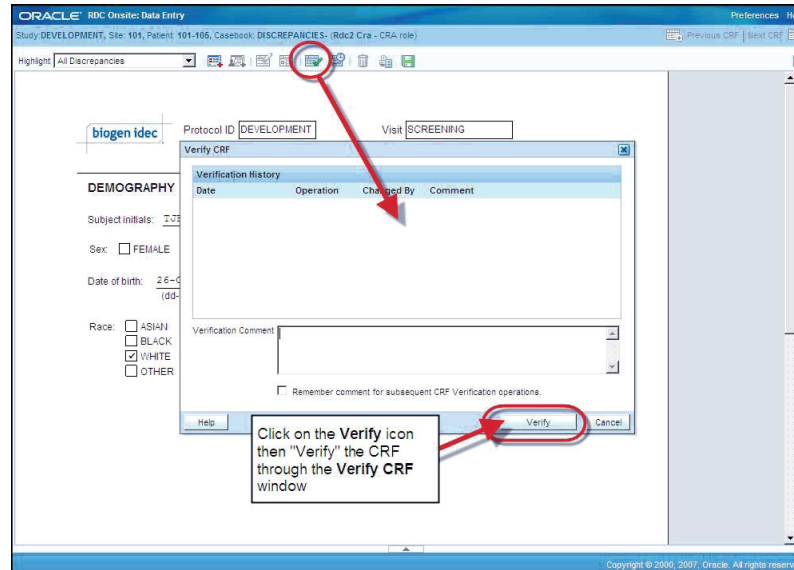 ORACLE RDC Onsite: Data Entry
Preferences
Study:DEVELOPMENT, Site: 101, Patient: 101-105, Casebook: DISCREPANCIES- (Rdc2 Cra - CRA role)
Previous CRF | Next CRF
Highlight All Discrepancies
biogen idec
Protocol ID DEVELOPMENT Visit SCREENING
Verify CRF
Verification History
Date Operation Changed By Comment
DEMOGRAPHY
Subject initials:
Sex: FEMALE
Date of birth: 26-
(dd-
Race: ASIAN
BLACK
WHITE
OTHER
Verification Comment
Remember comment for subsequent CRF Verification operations.
Help Verify Cancel
Click on the Verify icon
then "Verify" the CRF
through the Verify CRF
window
Copyright © 2000, 2007, Oracle. All rights reserv